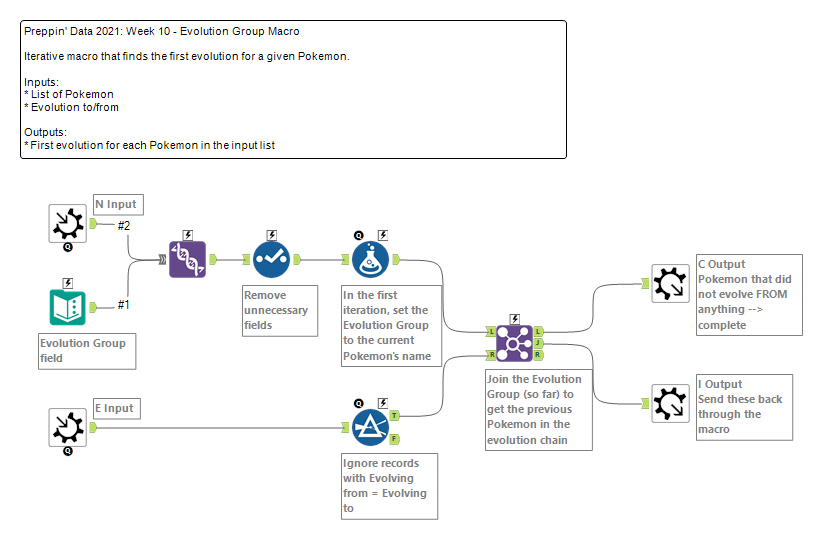 Preppin' Data 2021: Week 10 - Evolution Group Macro
Iterative macro that finds the first evolution for a given Pokemon.
Inputs:
* List of Pokemon
* Evolution to/from
Outputs:
* First evolution for each Pokemon in the input list
N Input
#2
Q
#1
Evolution Group
field
Remove
unnecessary
fields
Q
In the first
iteration, set the
Evolution Group
to the current
Pokemon's name
L
R
L
J
R
Join the Evolution
Group (so far) to
get the previous
Pokemon in the
evolution chain
C Output
Pokemon that did
not evolve FROM
anything -->
complete
I Output
Send these back
through the
macro
E Input
Q
Q
T
F
Ignore records
with Evolving
from = Evolving
to